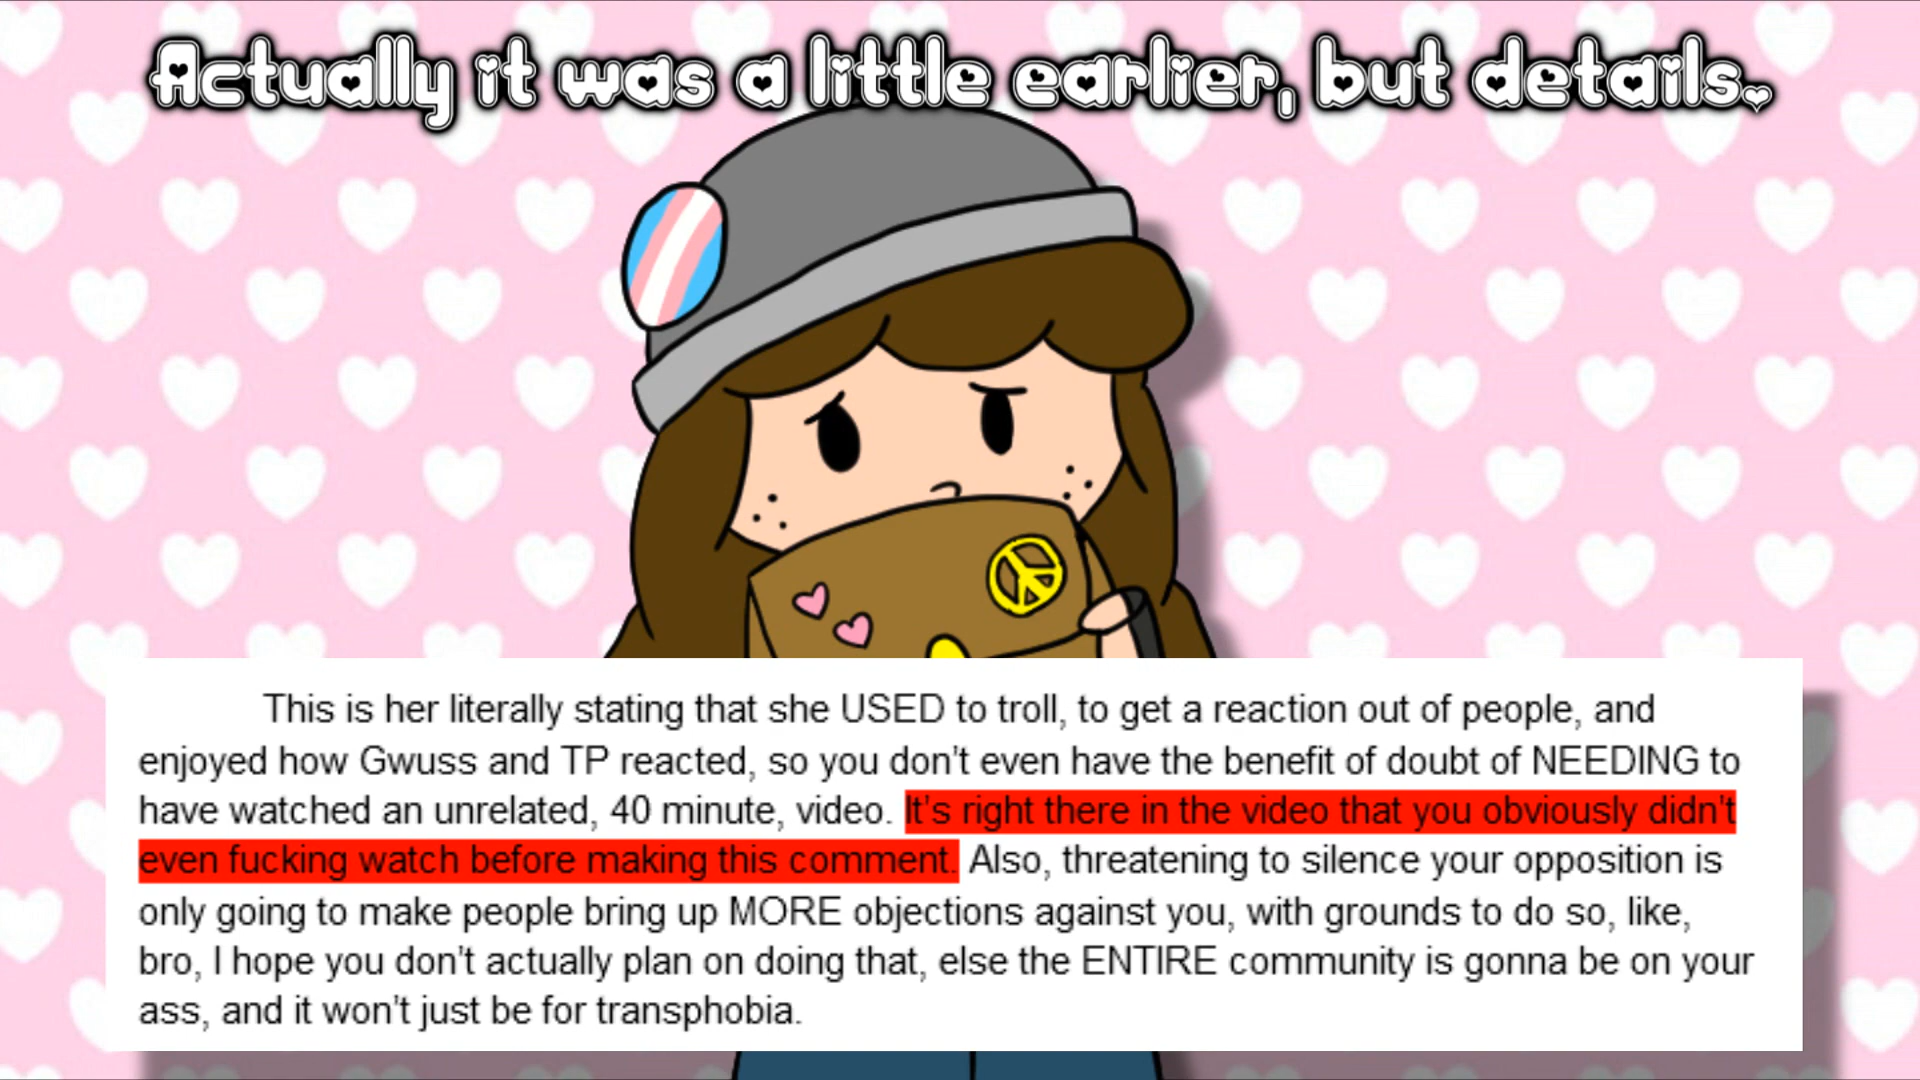 Actually it was a little earlier, but details.
This is her literally stating that she USED to troll, to get a reaction out of people, and
enjoyed how Gwuss and TP reacted, so you don't even have the benefit of doubt of NEEDING to
have watched an unrelated, 40 minute, video. It's right there in the video that you obviously didn't
even fucking watch before making this comment. Also, threatening to silence your opposition is
only going to make people bring up MORE objections against you, with grounds to do so, like,
bro, I hope you don't actually plan on doing that, else the ENTIRE community is gonna be on your
ass, and it won't just be for transphobia.